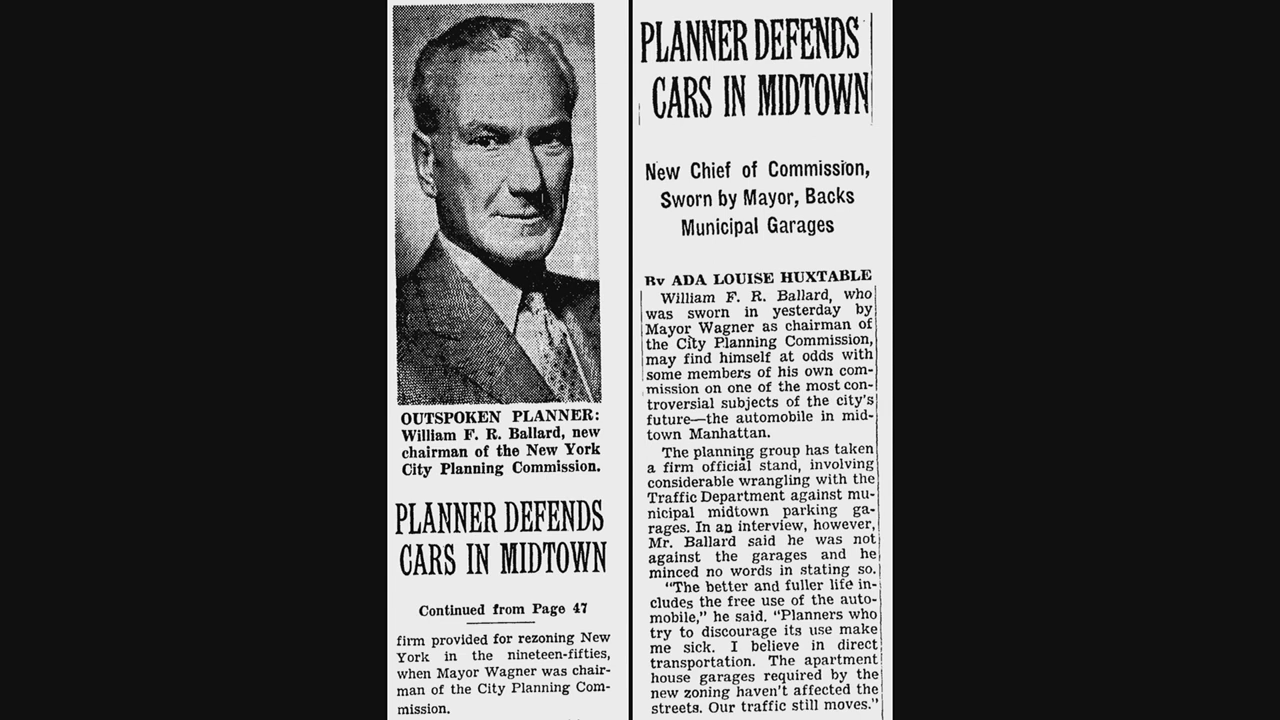 OUTSPOKEN PLANNER:
William F. R. Ballard, new
chairman of the New York
City Planning Commission.
PLANNER DEFENDS
CARS IN MIDTOWN
Continued from Page 47
firm provided for rezoning New
York in the nineteen-fifties,
when Mayor Wagner was chair-
man of the City Planning Com-
mission.
PLANNER DEFENDS
CARS IN MIDTOWN
New Chief of Commission,
Sworn by Mayor, Backs
Municipal Garages
By ADA LOUISE HUXTABLE
William F. R. Ballard, who
was sworn in yesterday by
Mayor Wagner as chairman of
the City Planning Commission,
may find himself at odds with
some members of his own com-
mission on one of the most con-
troversial subjects of the city's
future—the automobile in mid-
town Manhattan.
The planning group has taken
a firm official stand, involving
considerable wrangling with the
Traffic Department against mu-
nicipal midtown parking ga-
rages. In an interview, however,
Mr. Ballard said he was not
against the garages and he
minced no words in stating so.
"The better and fuller life in-
cludes the free use of the auto-
mobile," he said. "Planners who
try to discourage its use make
me sick. I believe in direct
transportation. The apartment
house garages required by the
new zoning haven't affected the
streets. Our traffic still moves."